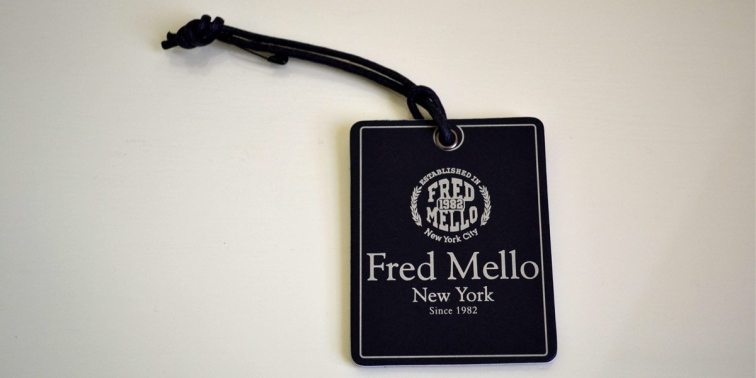 ESTABLISHED IN
FRED
1982
MELLO
New York City
Fred Mello
New York
Since 1982